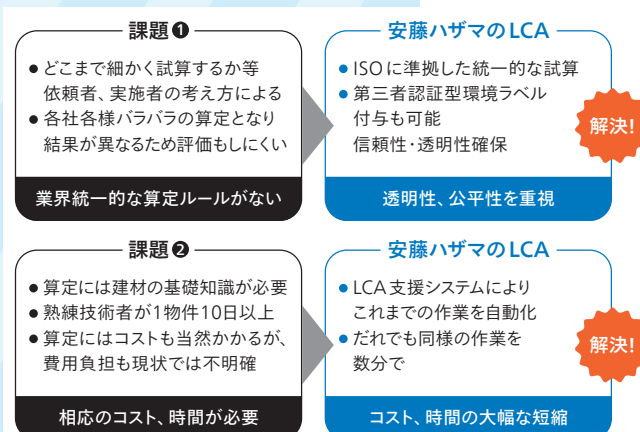 課題❶
● どこまで細かく試算するか等
依頼者、実施者の考え方による
● 各社各様バラバラの算定となり
結果が異なるため評価もしにくい
業界統一的な算定ルールがない
安藤ハザマのLCA
● ISOに準拠した統一的な試算
● 第三者認証型環境ラベル
付与も可能
信頼性・透明性確保
透明性、公平性を重視
解決!
課題❷
● 算定には建材の基礎知識が必要
● 熟練技術者が1物件10日以上
● 算定にはコストも当然かかるが、
費用負担も現状では不明確
相応のコスト、時間が必要
安藤ハザマのLCA
● LCA支援システムにより
これまでの作業を自動化
● だれでも同様の作業を
数分で
コスト、時間の大幅な短縮
解決!